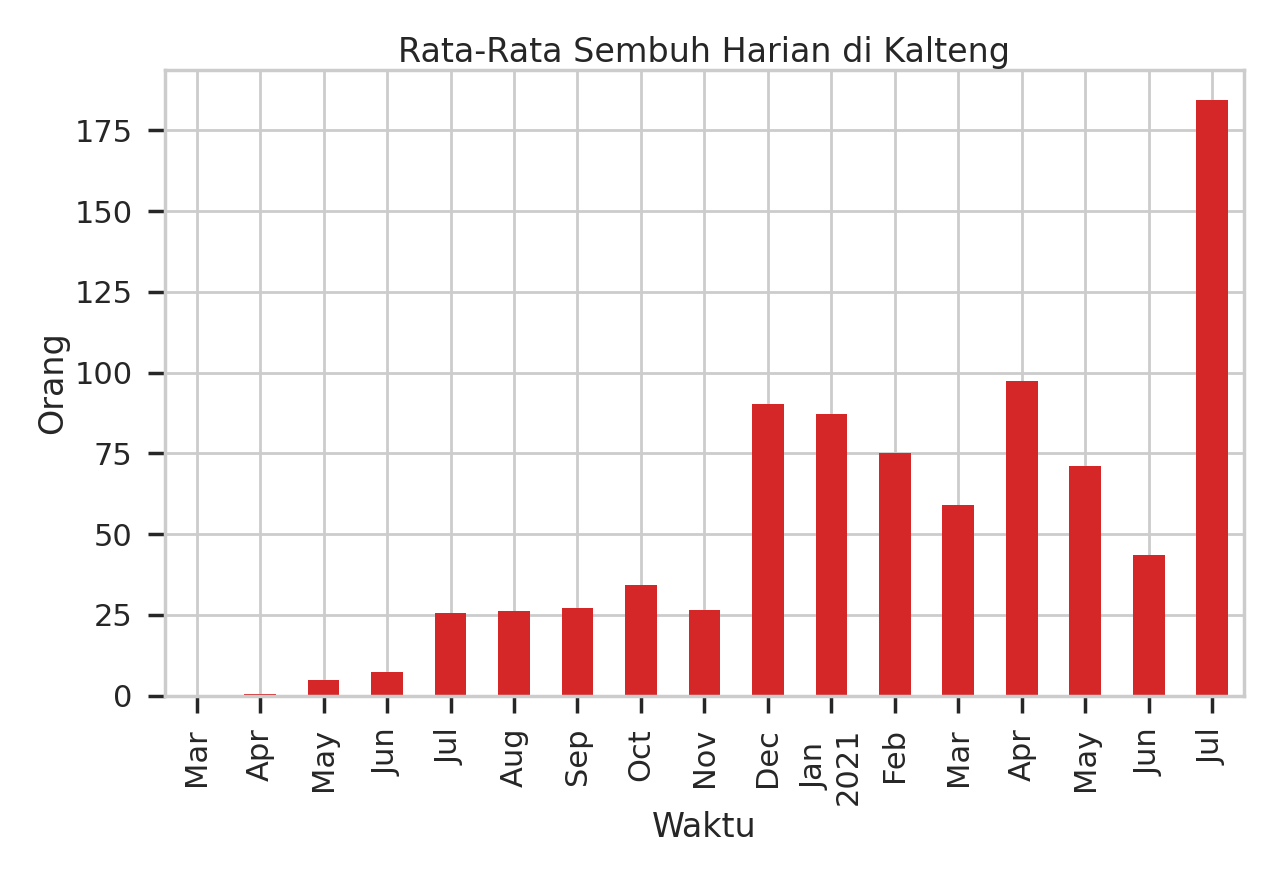 Rata-Rata Sembuh Harian di Kalteng
175
150
125
100
75
50
25
0
Orang
Mar
Apr
May
Jun
Jul
Aug
Sep
Oct
Nov
Dec
Jan
2021
Feb
Mar
Apr
May
Jun
Jul
Waktu